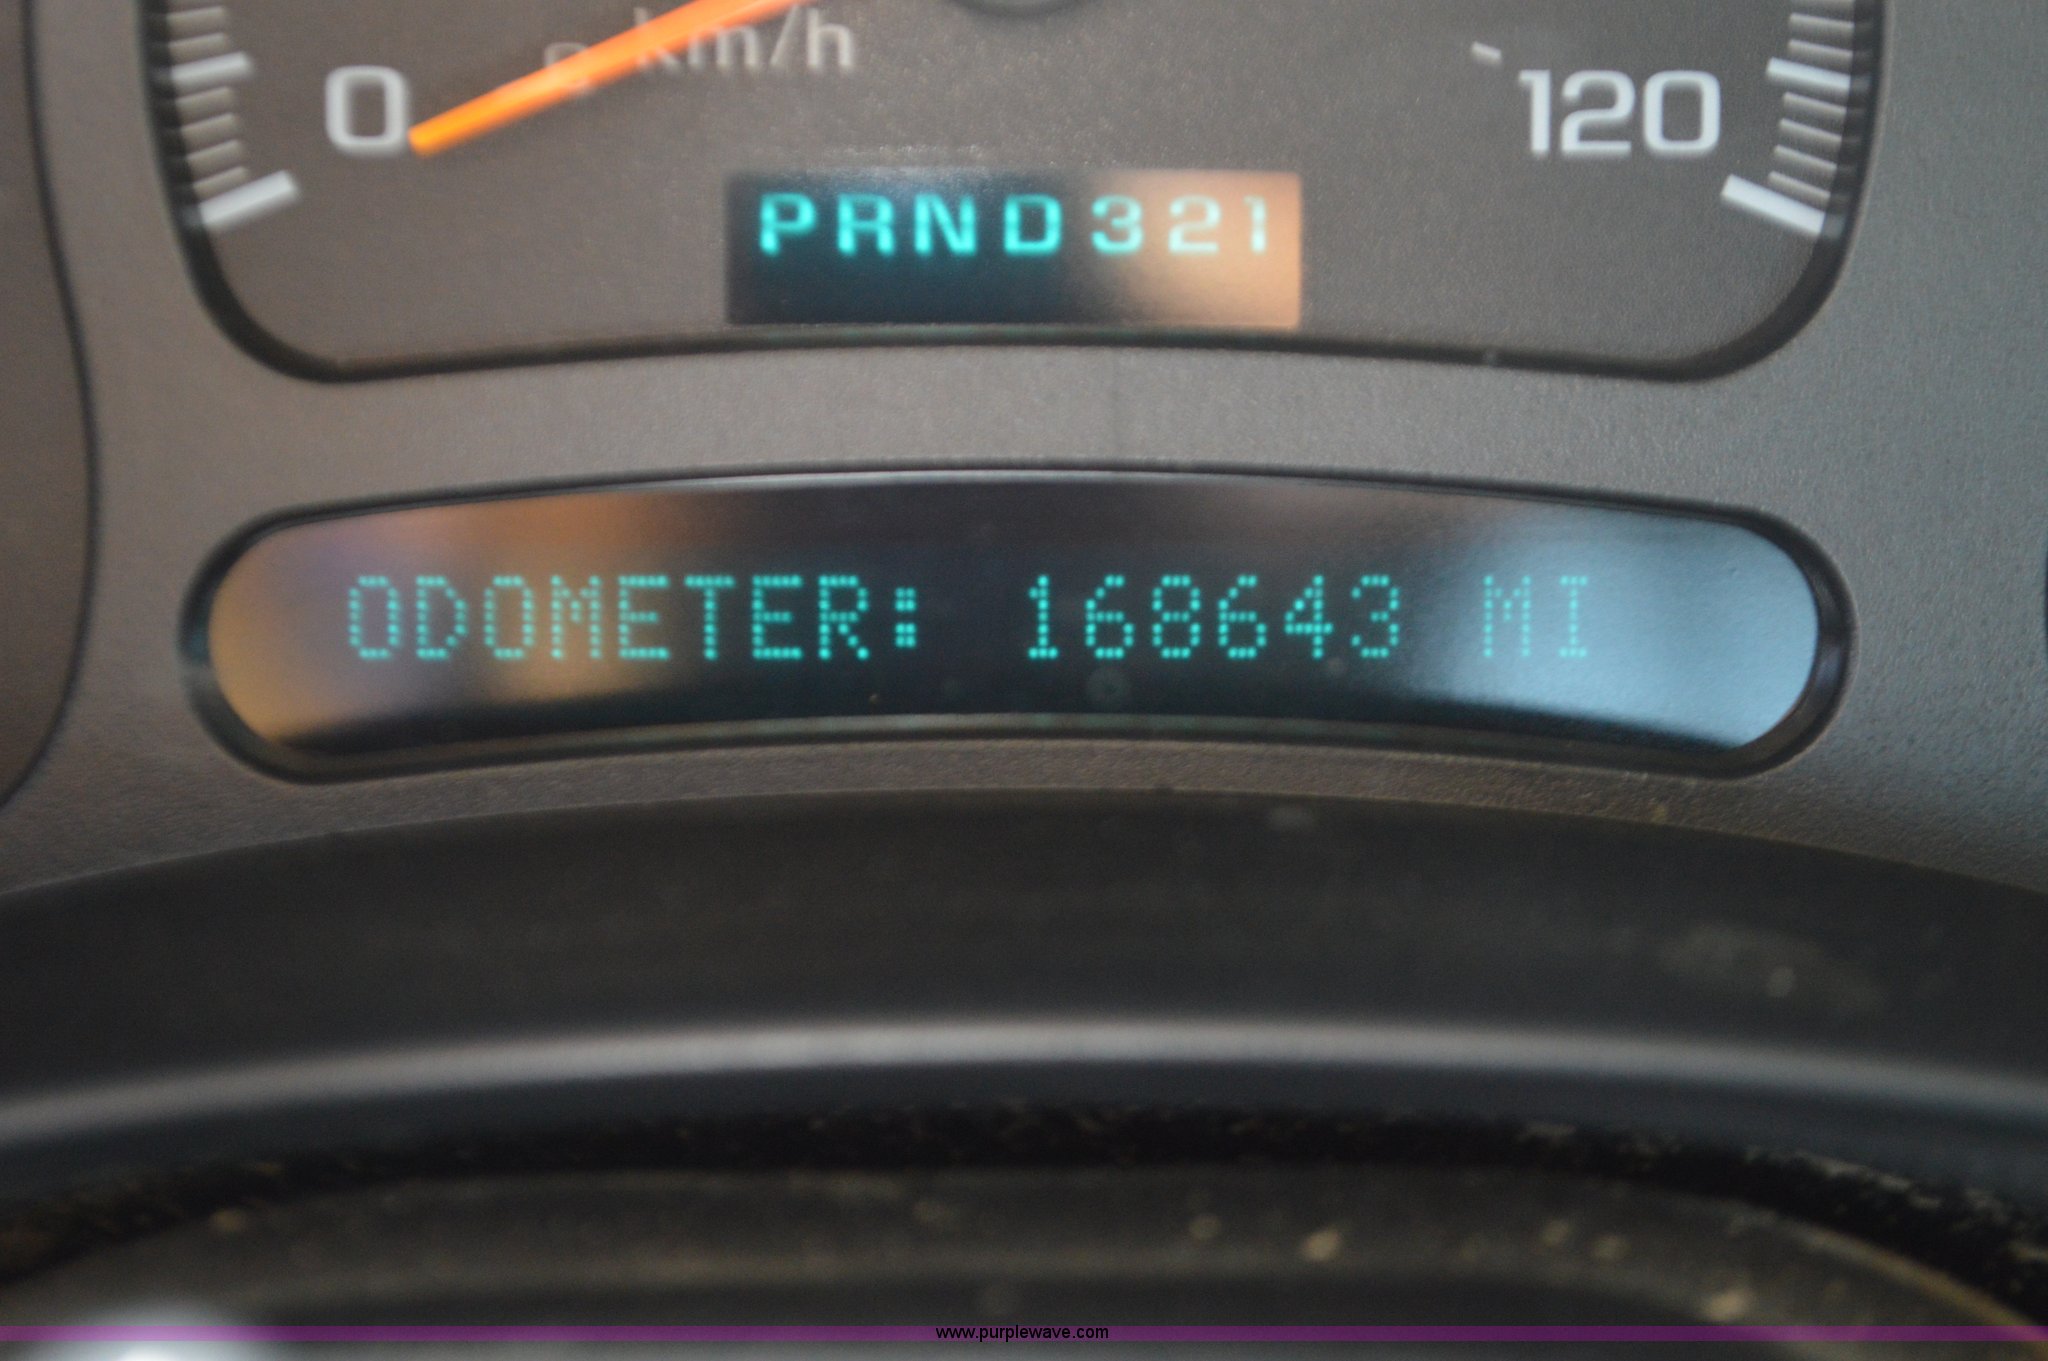 km/h
0
120
PRND321
ODOMETER: 168643 MI
www.purplewave.com